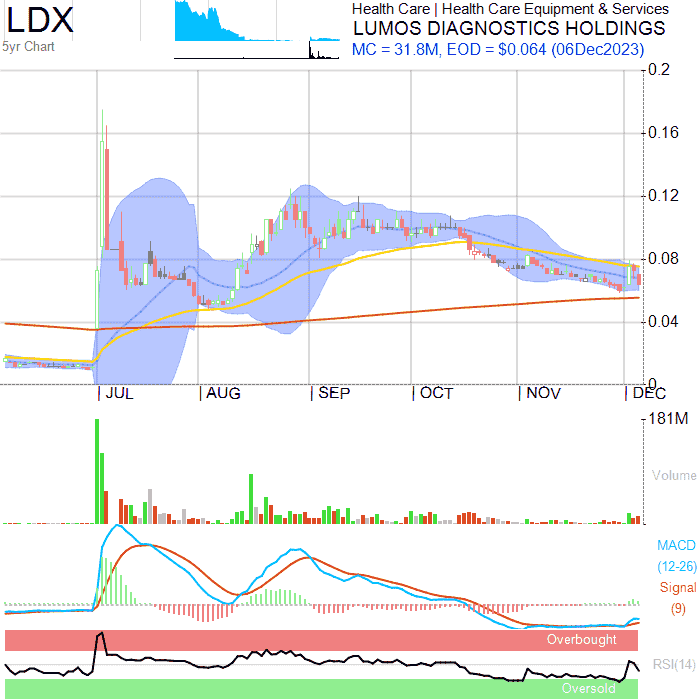 LDX
5yr Chart
Health Care | Health Care Equipment & Services
LUMOS DIAGNOSTICS HOLDINGS
MC = 31.8M, EOD = $0.064 (06Dec2023)
0.2
0.16
0.12
0.08
0.04
0
JUL AUG SEP OCT NOV DEC
181M
Volume
MACD
(12-26)
Signal
(9)
Overbought
RSI(14)
Oversold